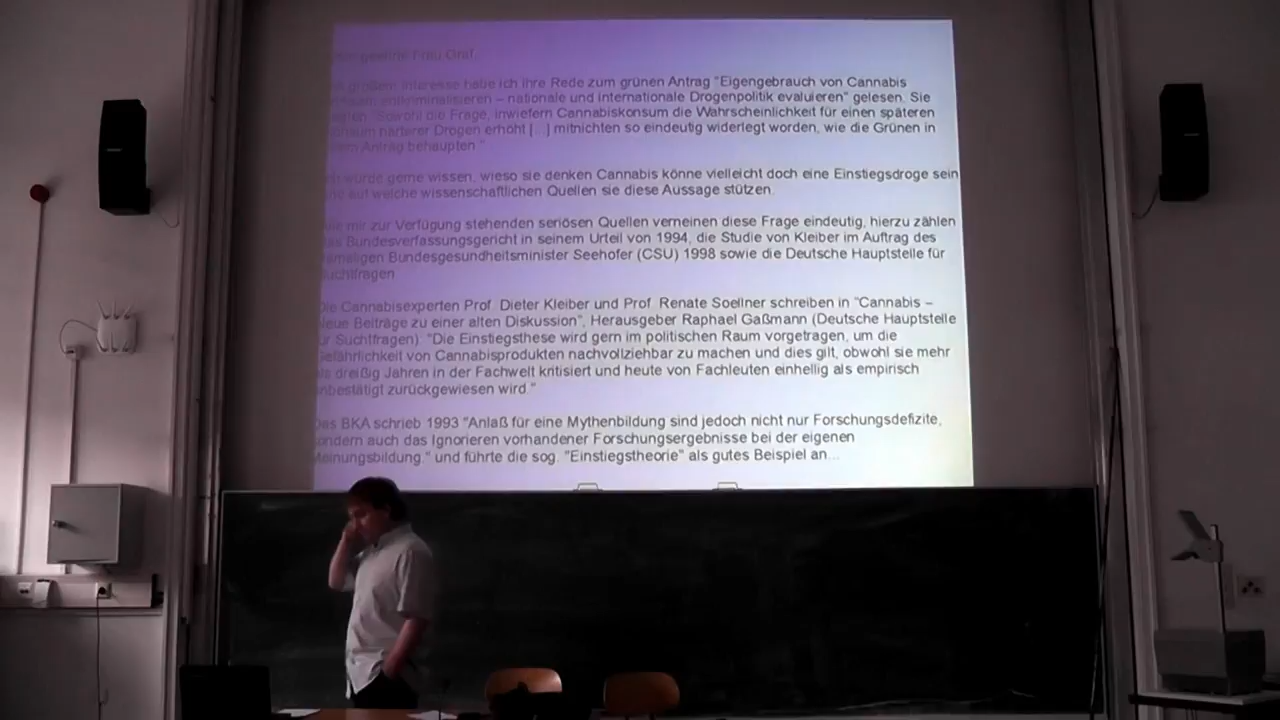 geehrte Frau Graf
großem Interesse habe ich ihre Rede zum grünen Antrag "Eigengebrauch von Cannabis
entkriminalisieren – nationale und internationale Drogenpolitik evaluieren" gelesen. Sie
"Sowohl die Frage, inwiefern Cannabiskonsum die Wahrscheinlichkeit für einen späteren
härterer Drogen erhöht [...] mitnichten so eindeutig widerlegt worden, wie die Grünen in
Antrag behaupten."
würde gerne wissen, wieso sie denken Cannabis könne vielleicht doch eine Einstiegsdroge sein
auf welche wissenschaftlichen Quellen sie diese Aussage stützen.
mir zur Verfügung stehenden seriösen Quellen verneinen diese Frage eindeutig, hierzu zählen
das Bundesverfassungsgericht in seinem Urteil von 1994, die Studie von Kleiber im Auftrag des
damaligen Bundesgesundheitsminister Seehofer (CSU) 1998 sowie die Deutsche Hauptstelle für
Suchtfragen.
Die Cannabisexperten Prof. Dieter Kleiber und Prof. Renate Soellner schreiben in "Cannabis –
Neue Beiträge zu einer alten Diskussion", Herausgeber Raphael Gaßmann (Deutsche Hauptstelle
für Suchtfragen): "Die Einstiegsthese wird gern im politischen Raum vorgetragen, um die
Gefährlichkeit von Cannabisprodukten nachvollziehbar zu machen und dies gilt, obwohl sie mehr
als dreißig Jahren in der Fachwelt kritisiert und heute von Fachleuten einhellig als empirisch
unbestätigt zurückgewiesen wird."
Das BKA schrieb 1993 "Anlaß für eine Mythenbildung sind jedoch nicht nur Forschungsdefizite,
sondern auch das Ignorieren vorhandener Forschungsergebnisse bei der eigenen
Meinungsbildung." und führte die sog. "Einstiegstheorie" als gutes Beispiel an...